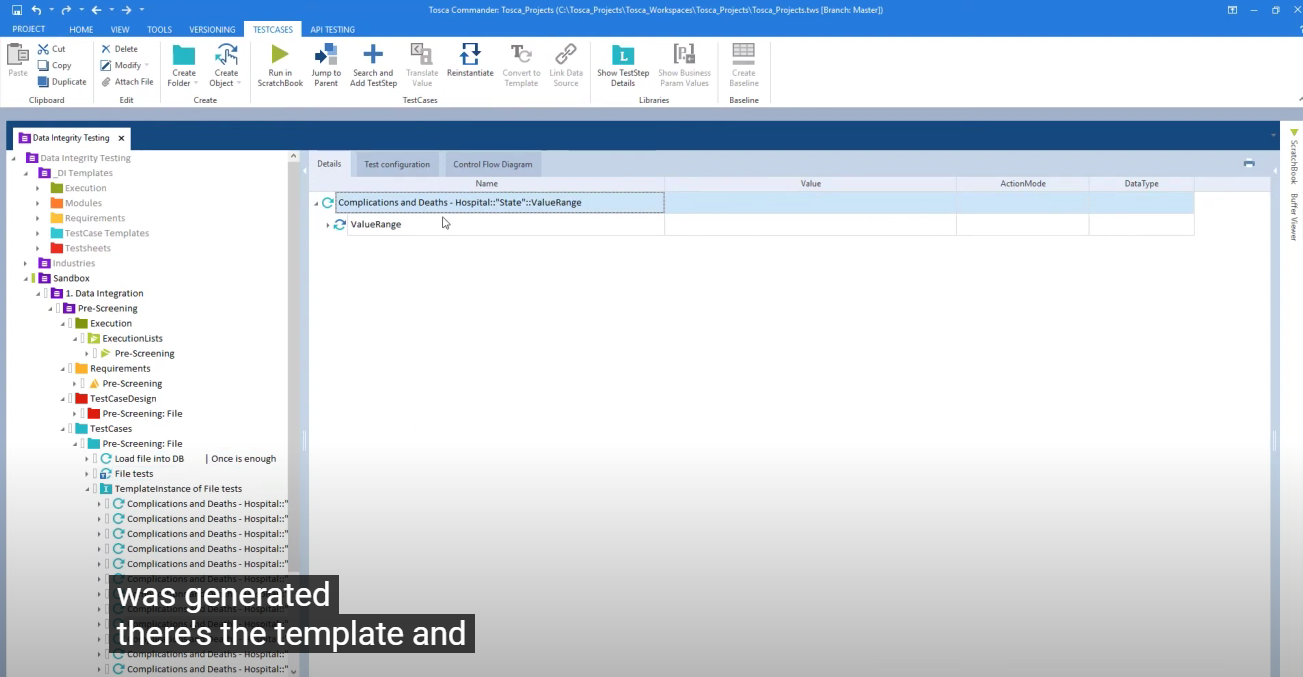 Tosca Commander: Tosca_Projects (C:\Tosca_Projects\Tosca_Workspaces\Tosca_Projects\Tosca_Projects.tws [Branch: Master])
PROJECT HOME VIEW TOOLS VERSIONING TESTCASES API TESTING
Paste
Cut
Copy
Duplicate
Clipboard
Delete
Modify
Attach File
Edit
Create Folder
Create Object
Create
Run in ScratchBook
Jump to Parent
Search and Add TestStep
Translate Value
Reinstantiate
Convert to Template
Link Data Source
TestCases
Show TestStep Details
Show Business Param Values
Libraries
Create Baseline
Baseline
Data Integrity Testing
Data Integrity Testing
_DI Templates
Execution
Modules
Requirements
TestCase Templates
Testsheets
Industries
Sandbox
1. Data Integration
Pre-Screening
Execution
ExecutionLists
Pre-Screening
Requirements
Pre-Screening
TestCaseDesign
Pre-Screening: File
TestCases
Pre-Screening: File
Load file into DB | Once is enough
File tests
TemplateInstance of File tests
Complications and Deaths - Hospital::"
Complications and Deaths - Hospital::"
Complications and Deaths - Hospital::"
Complications and Deaths - Hospital::"
Complications and Deaths - Hospital::"
Complications and Deaths - Hospital::"
Complications and Deaths - Hospital::"
Details Test configuration Control Flow Diagram
Name Value ActionMode DataType
Complications and Deaths - Hospital::"State"::ValueRange
ValueRange
ScratchBook
Buffer Viewer
was generated
there's the template and